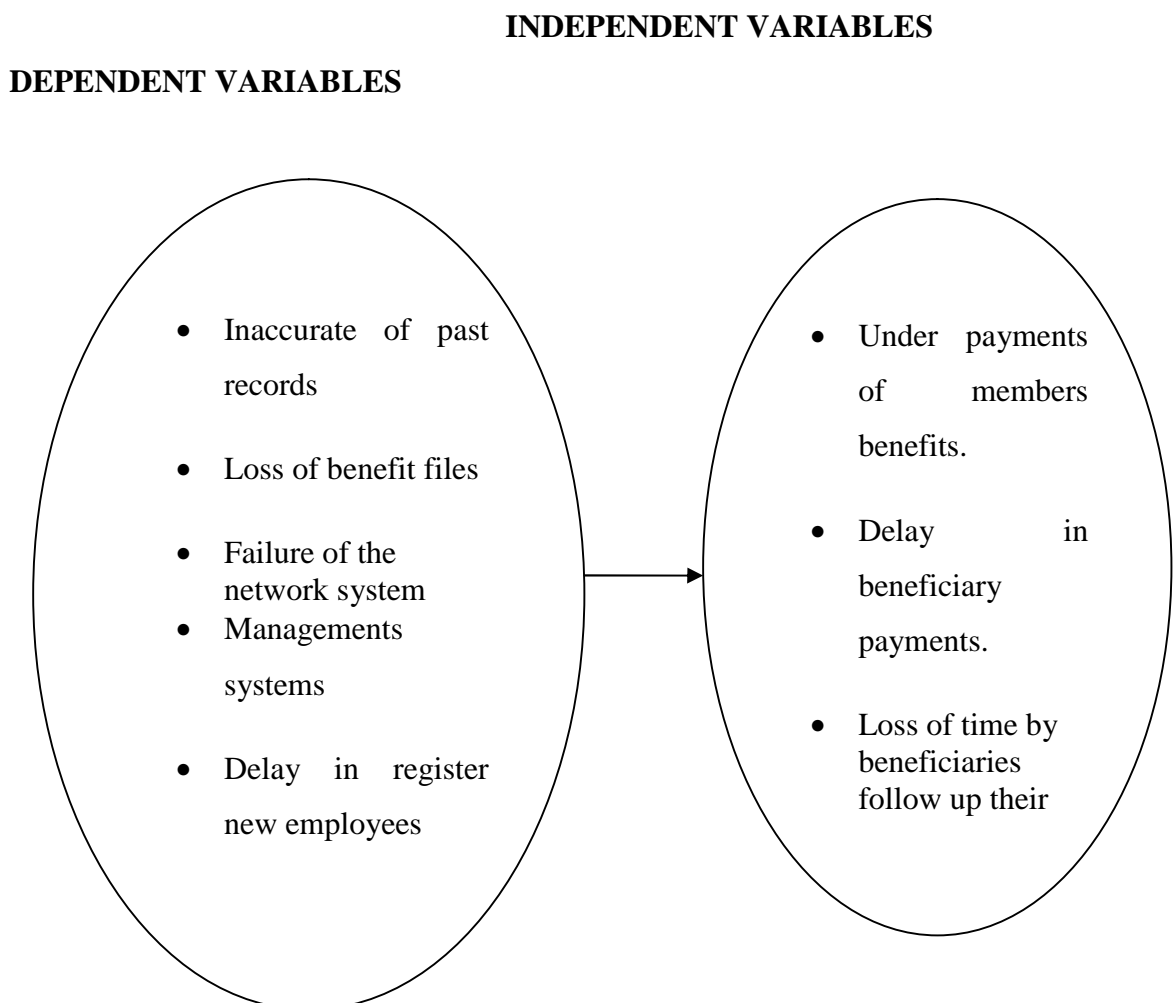 INDEPENDENT VARIABLES
DEPENDENT VARIABLES
• Inaccurate of past
records
• Loss of benefit files
• Failure of the
network system
• Managements
systems
• Delay in register
new employees
• Under payments
of members
benefits.
• Delay in
beneficiary
payments.
• Loss of time by
beneficiaries
follow up their